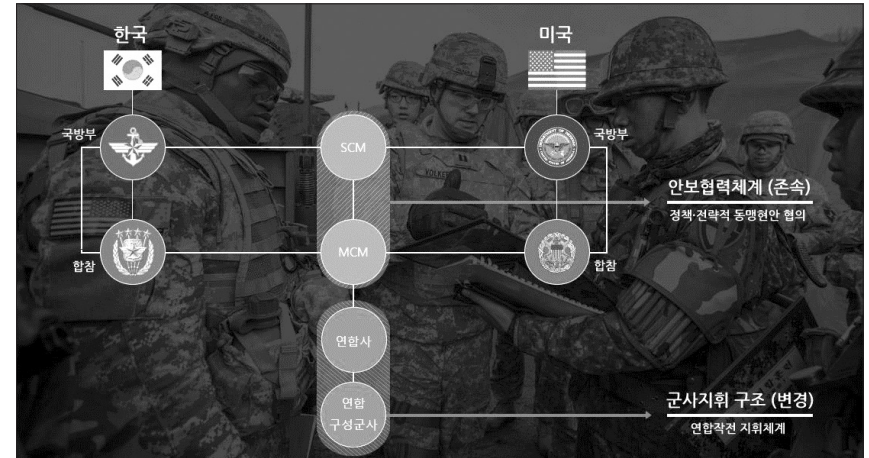 한국
미국
국방부
SCM
국방부
안보협력체계 (존속)
정책·전략적 동맹현안 협의
합참
MCM
합참
연합사
연합
구성군사
군사지휘 구조 (변경)
연합작전 지휘체계
VOLKER